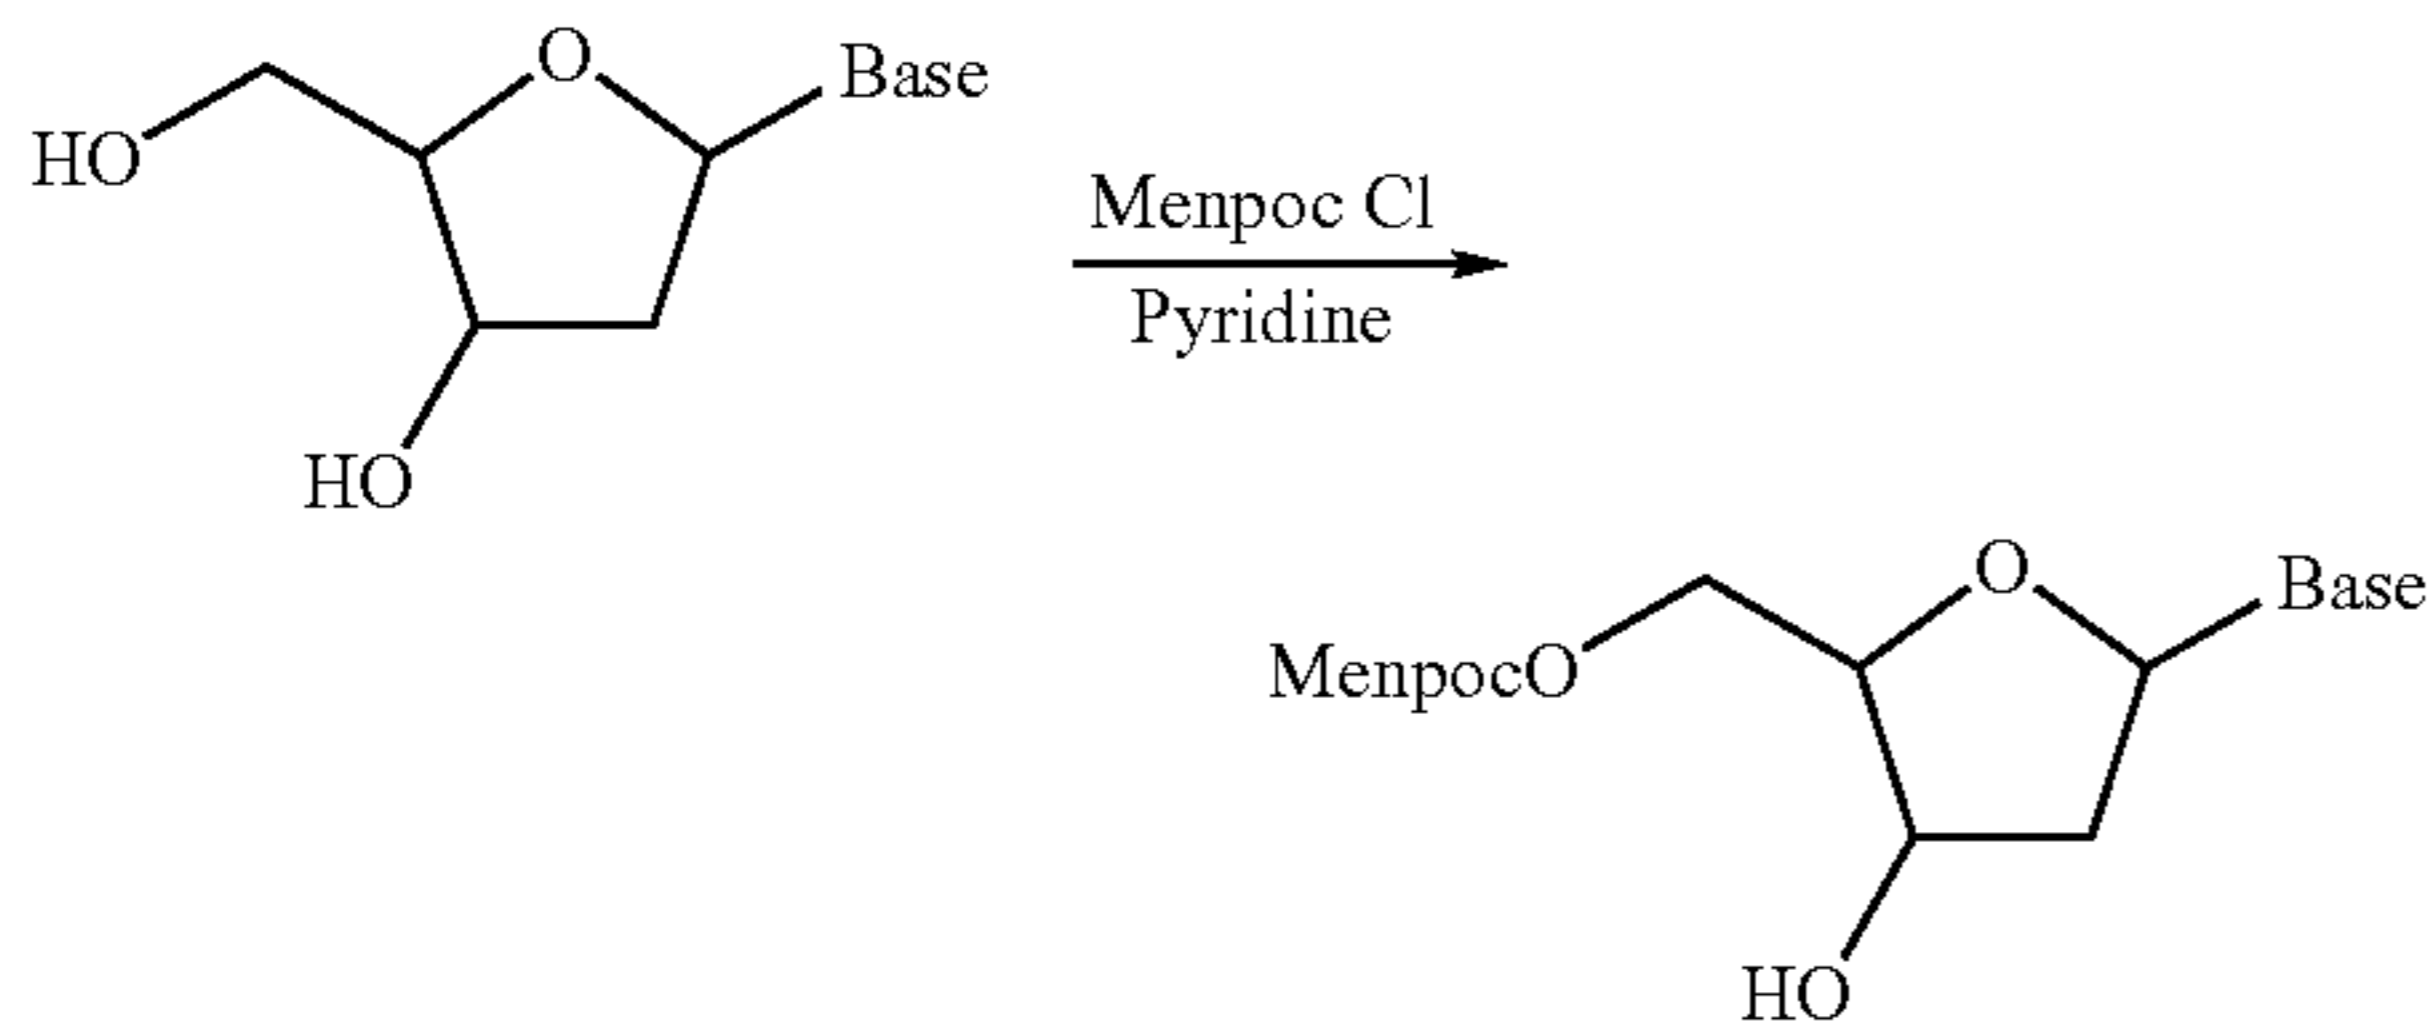 O
Base
HO
Menpoc Cl
Pyridine
HO
O
Base
MenpocO
HO